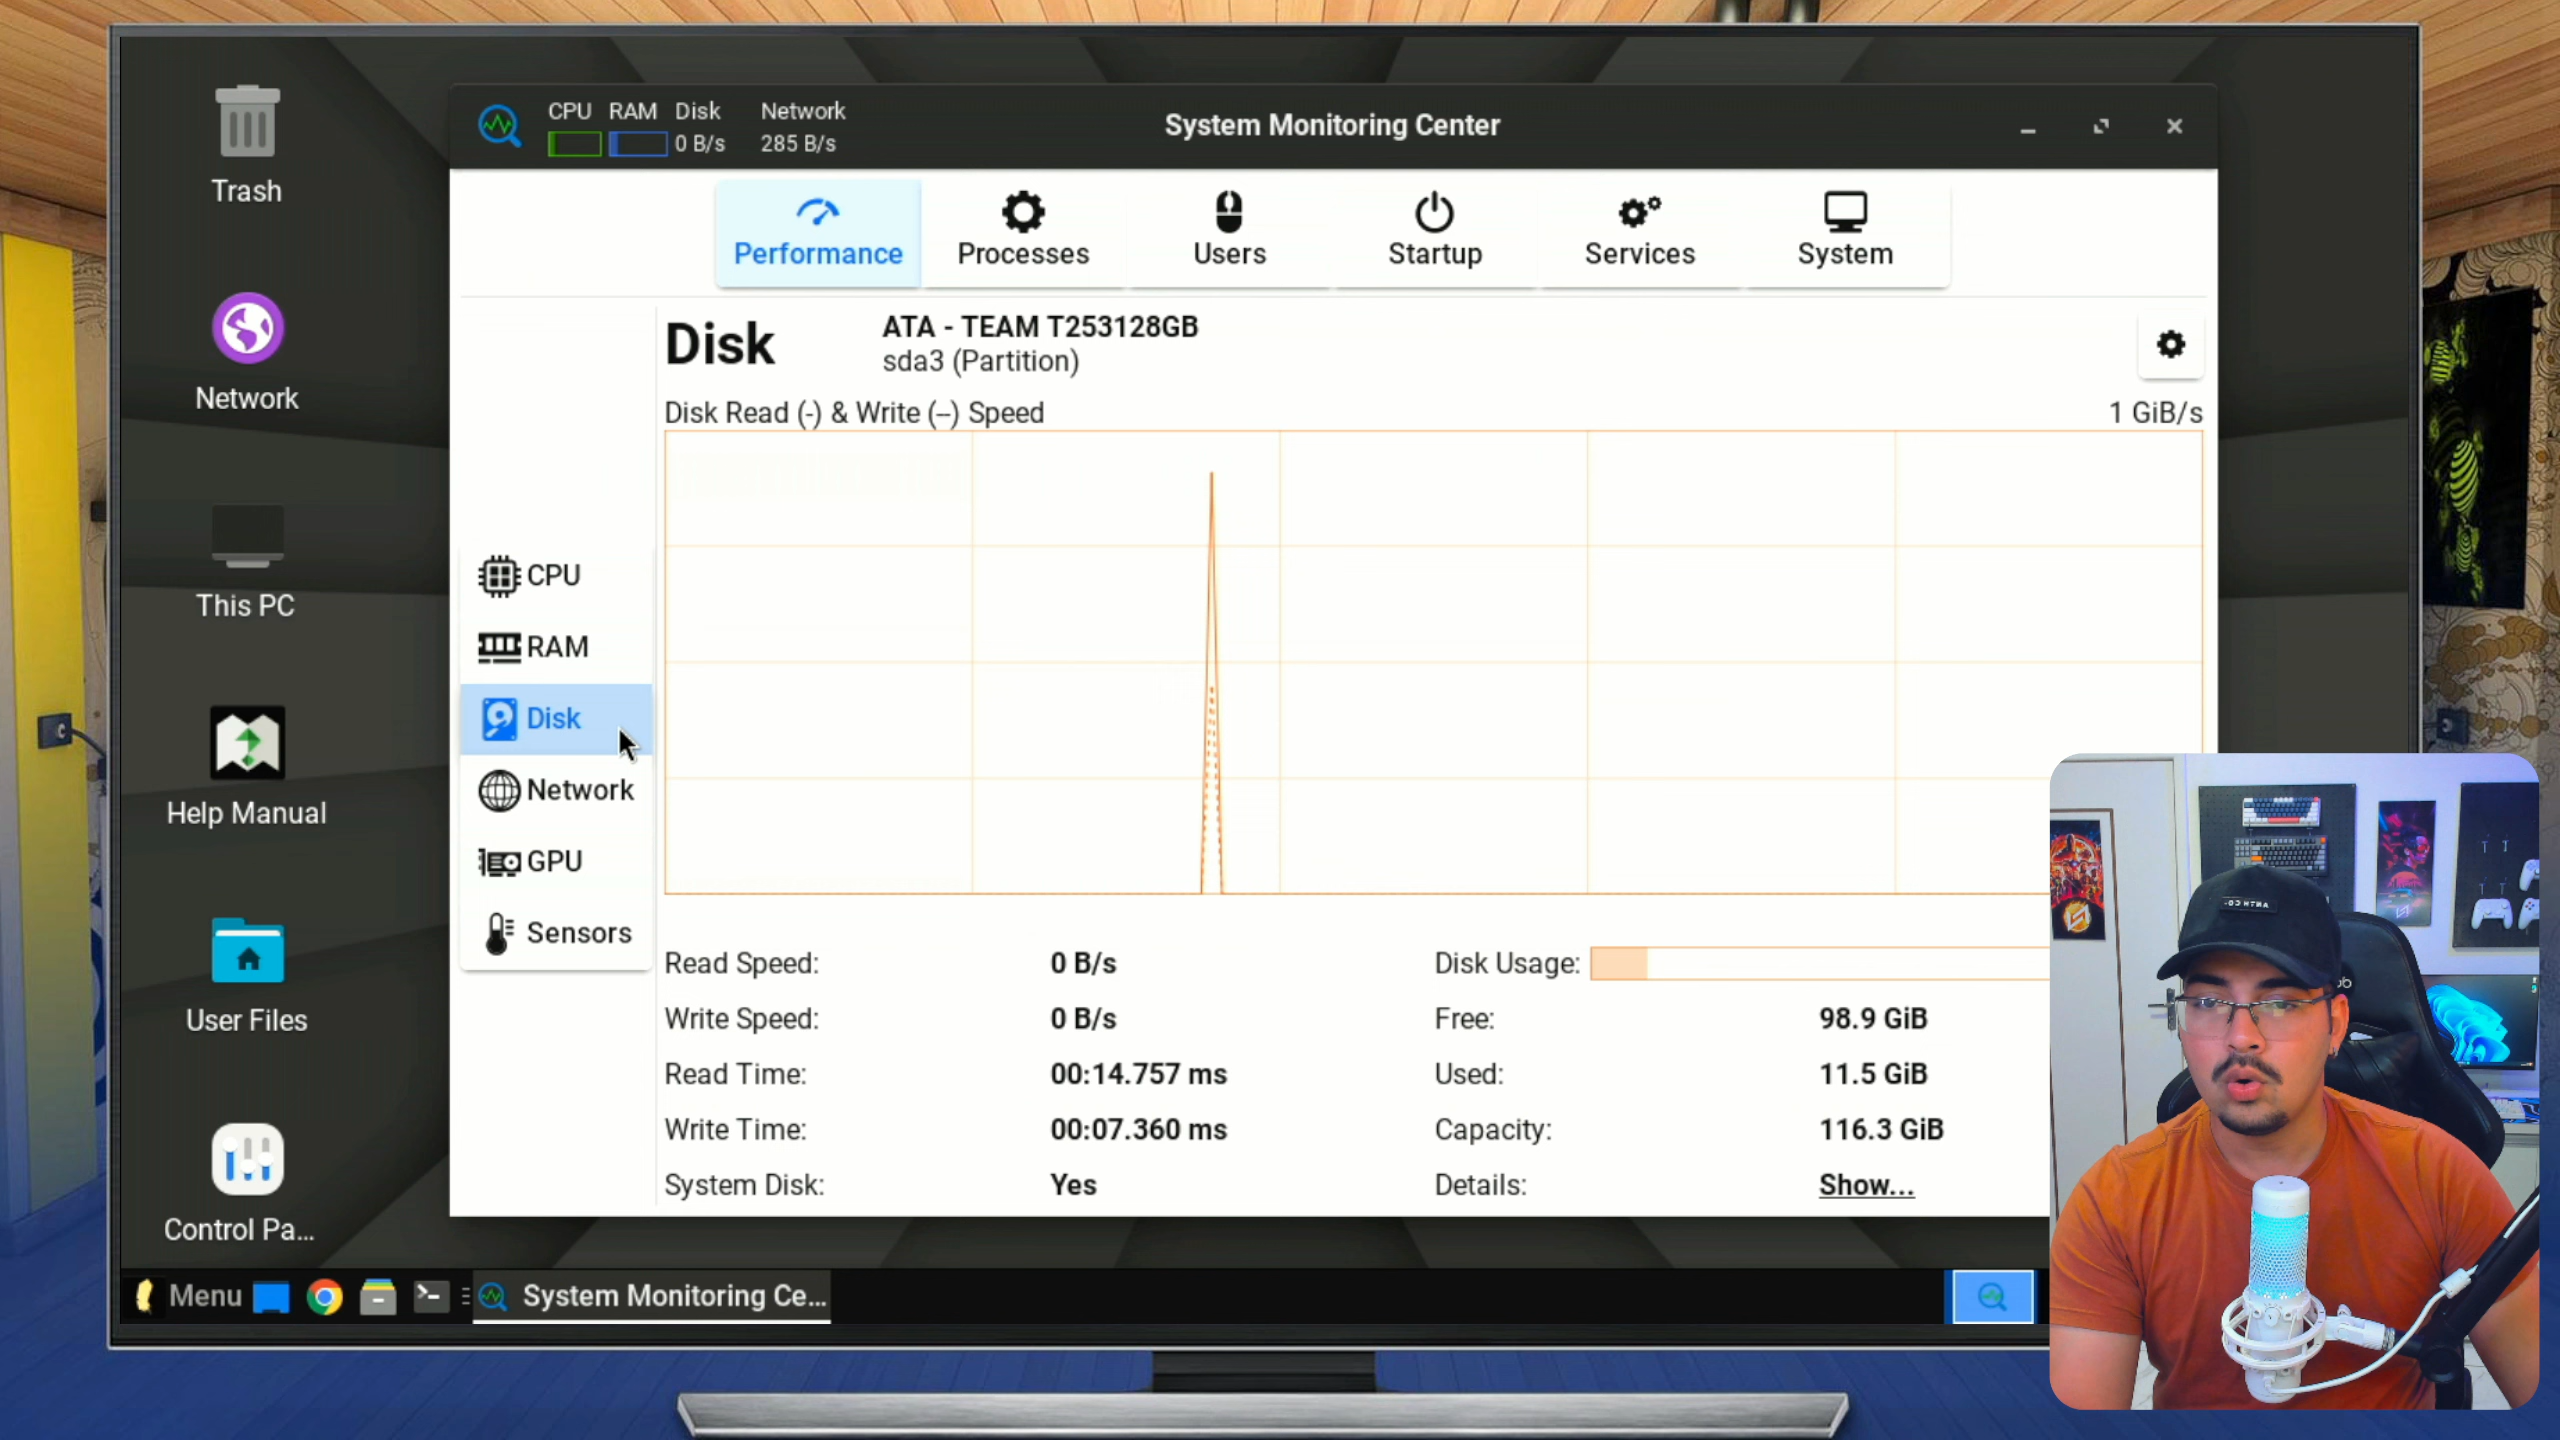 Trash
Network
This PC
Help Manual
User Files
Control Pa...
CPU RAM Disk Network
0 B/s 285 B/s
System Monitoring Center
Performance
Processes
Users
Startup
Services
System
Disk
ATA - TEAM T253128GB
sda3 (Partition)
Disk Read (-) & Write (--) Speed
1 GiB/s
CPU
RAM
Disk
Network
GPU
Sensors
Read Speed: 0 B/s
Write Speed: 0 B/s
Read Time: 00:14.757 ms
Write Time: 00:07.360 ms
System Disk: Yes
Disk Usage:
Free: 98.9 GiB
Used: 11.5 GiB
Capacity: 116.3 GiB
Details: Show...
Menu
System Monitoring Ce...